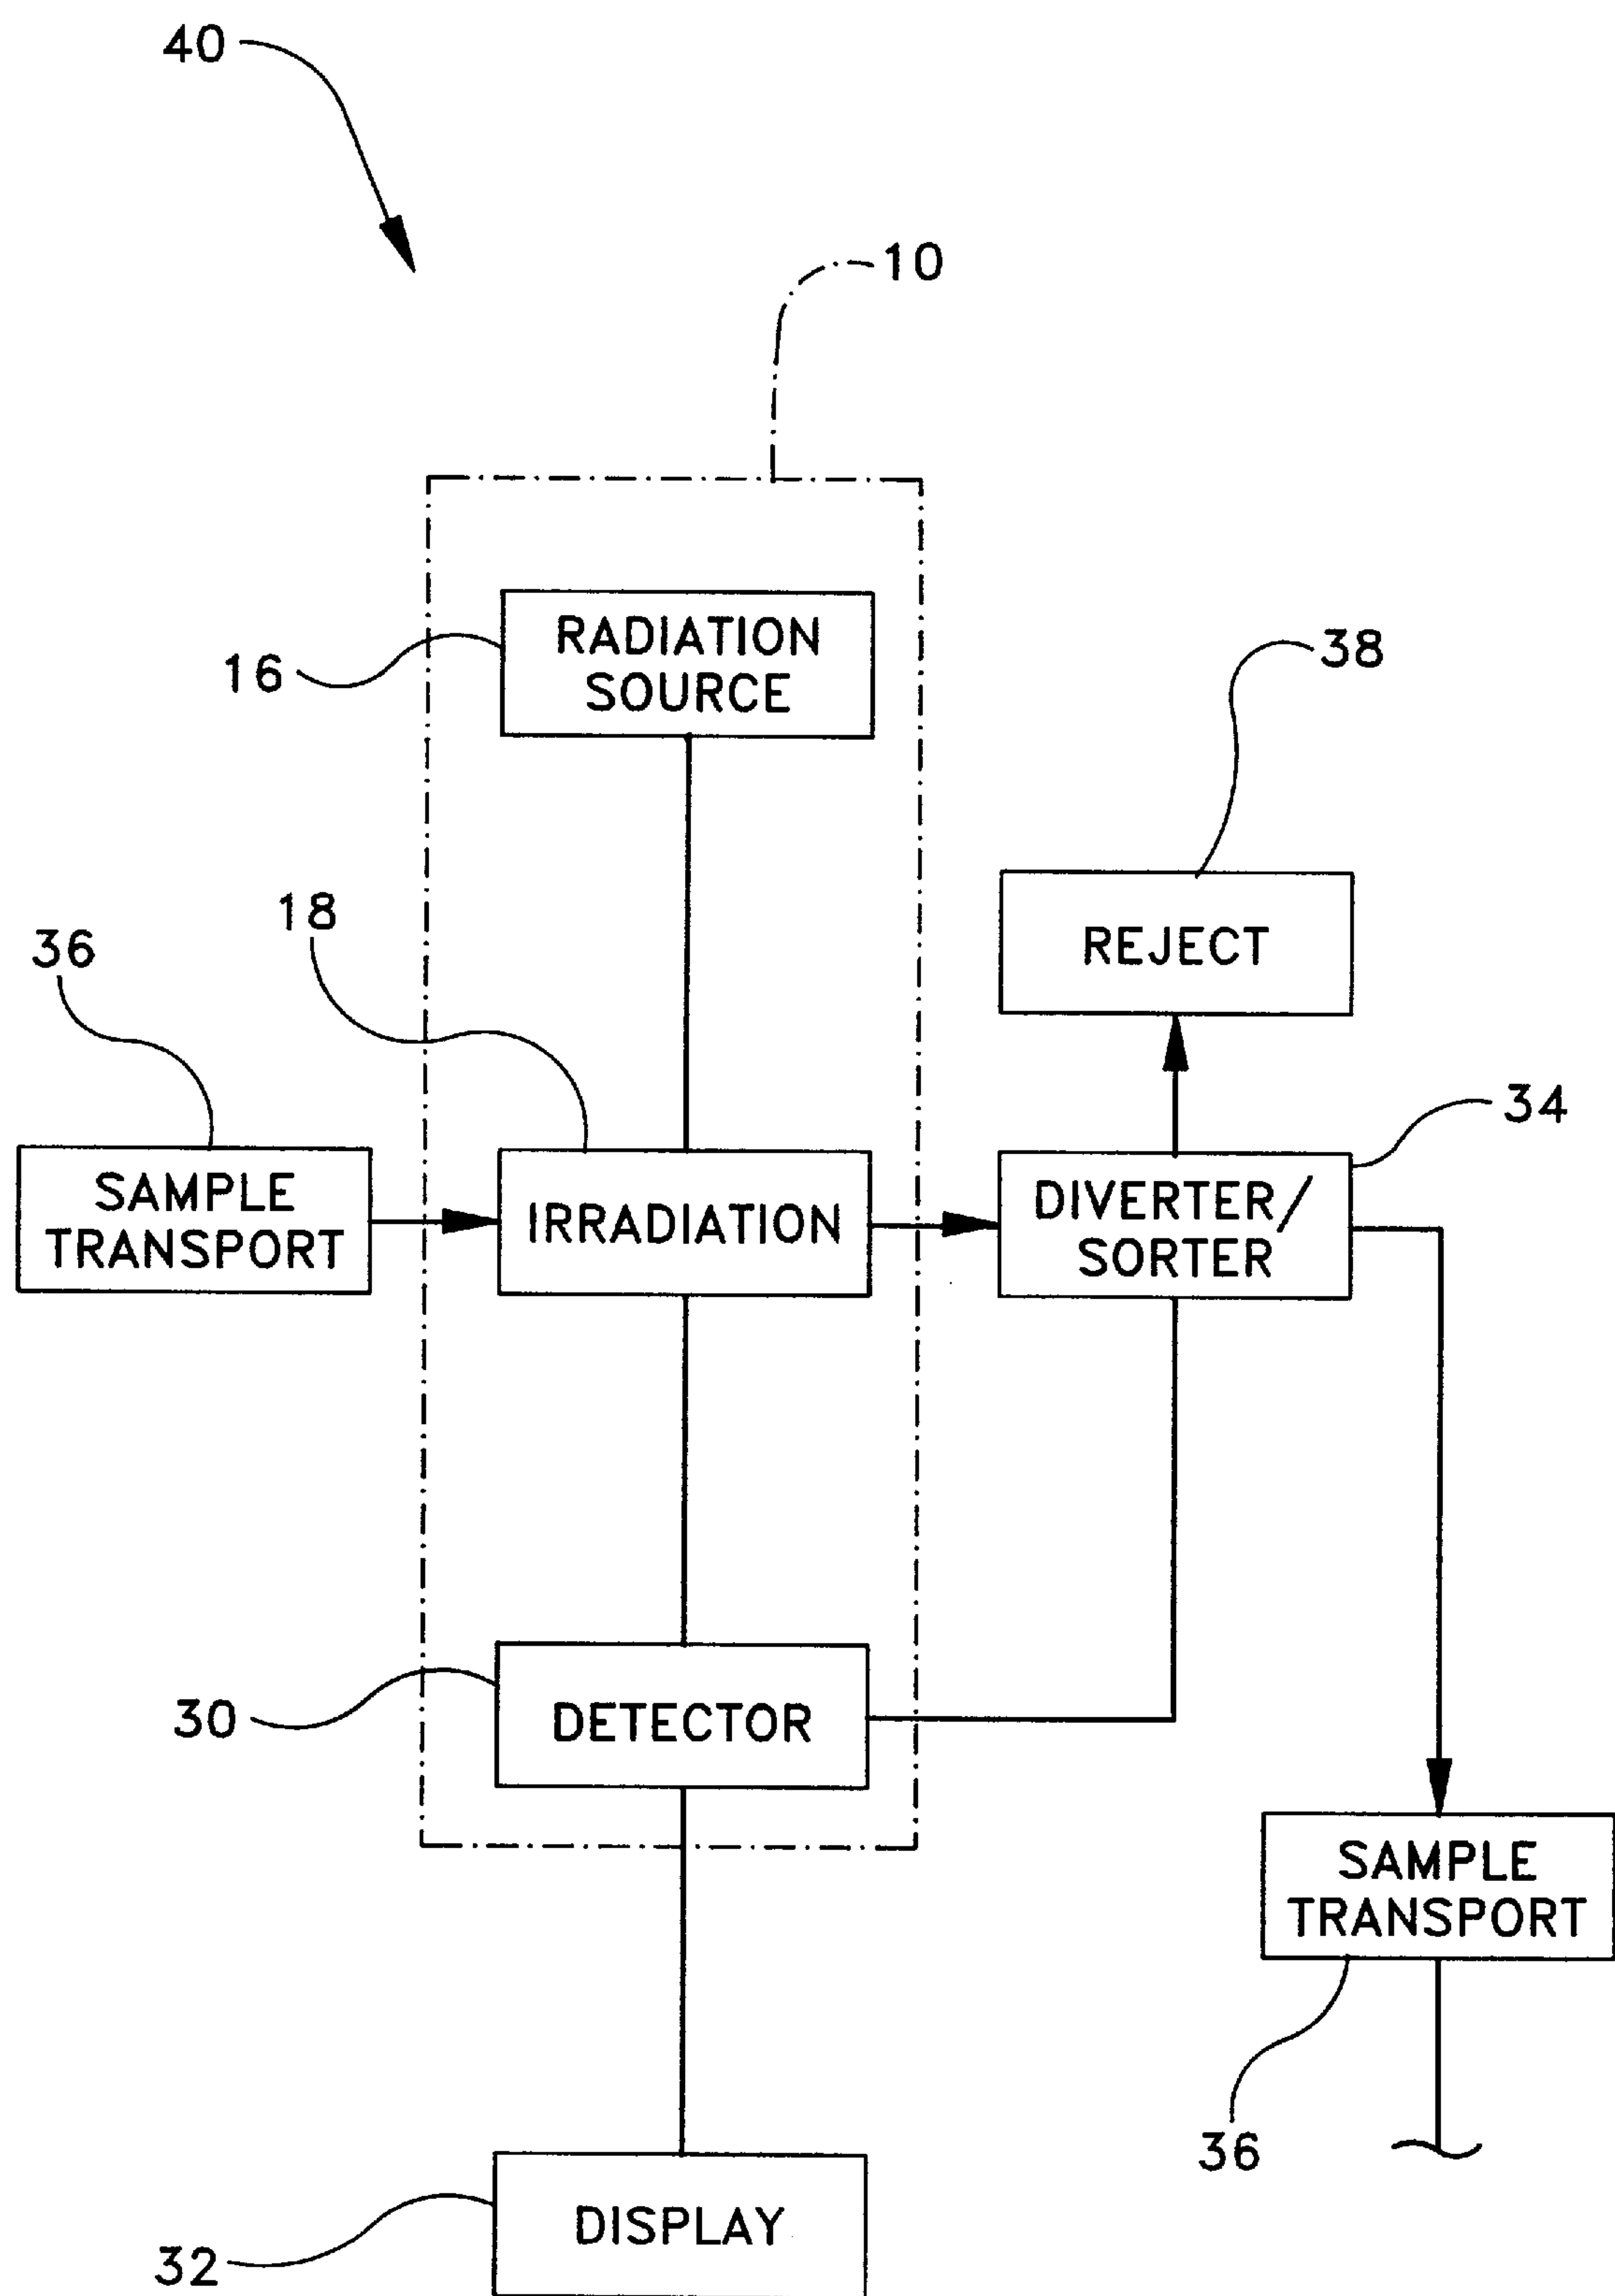 40
10
RADIATION
SOURCE
16
38
18
REJECT
36
34
SAMPLE
TRANSPORT
IRRADIATION
DIVERTER/
SORTER
30
DETECTOR
SAMPLE
TRANSPORT
36
DISPLAY
32